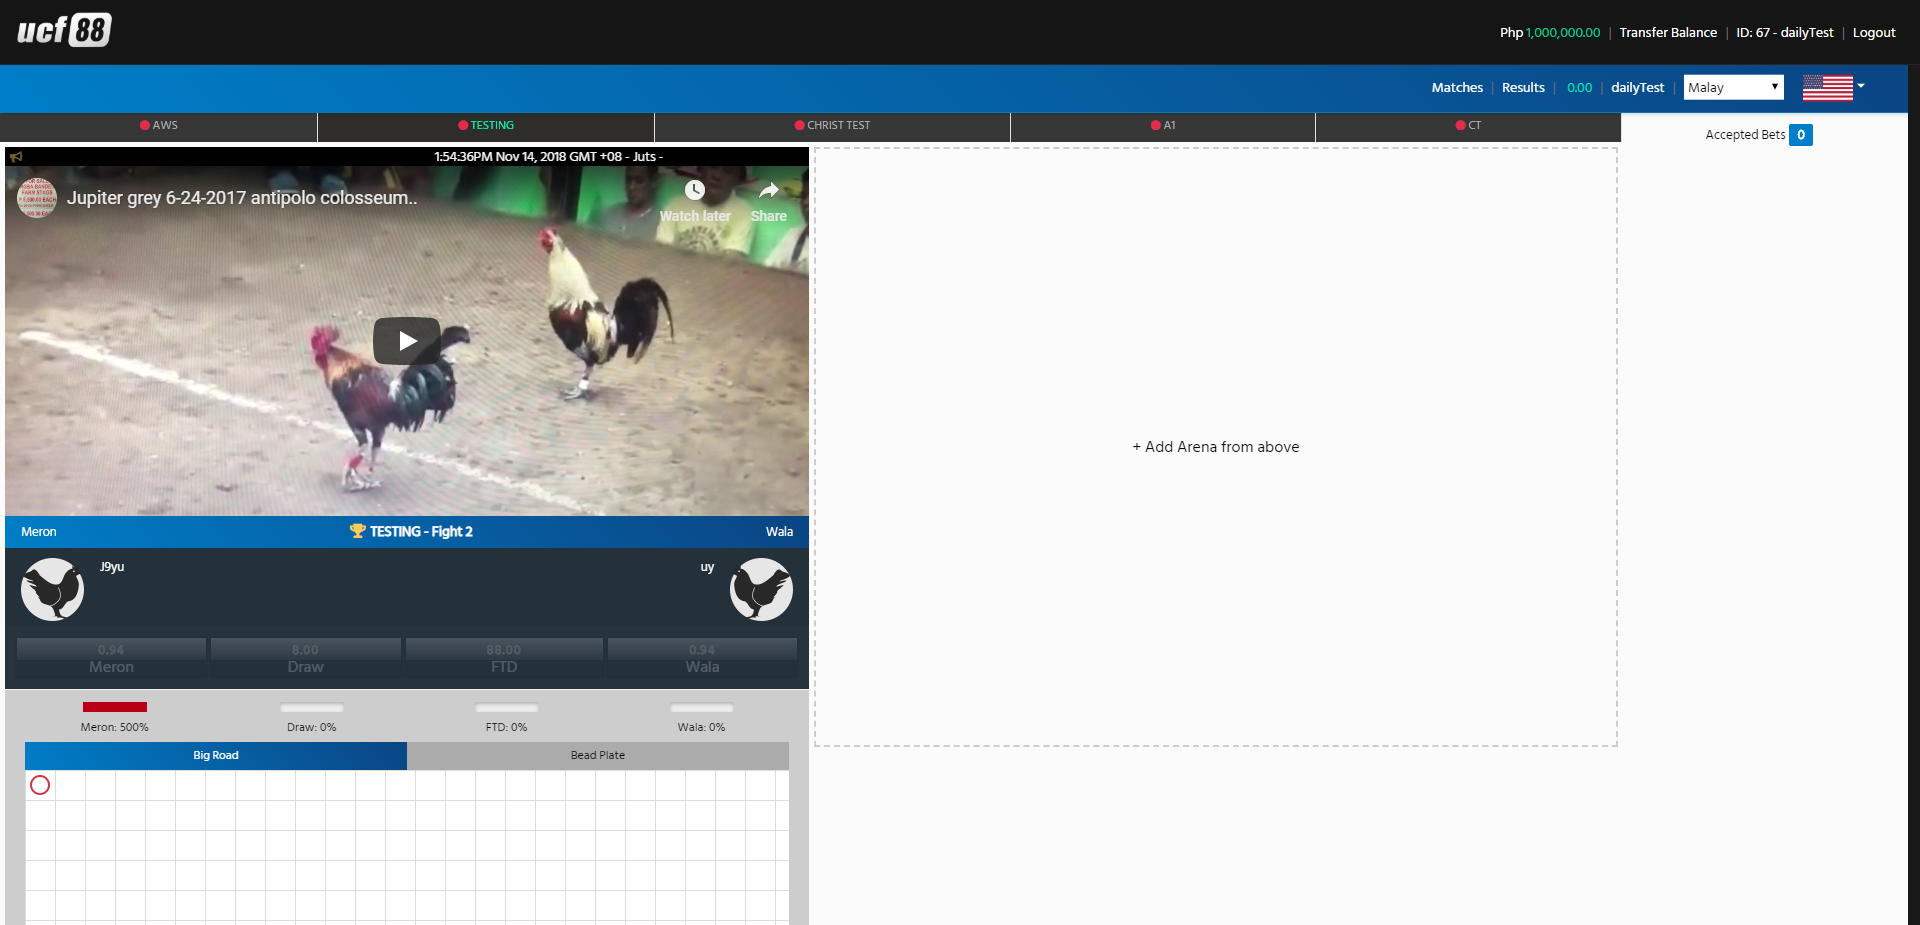 ucf 88
Php 1,000,000.00 | Transfer Balance | ID: 67 - dailyTest | Logout
Matches | Results | 0.00 | dailyTest | Malay
AWS
TESTING
CHRIST TEST
A1
CT
Accepted Bets 0
1:54:36PM Nov 14, 2018 GMT +08 - Juts -
Jupiter grey 6-24-2017 antipolo colosseum..
Watch later
Share
+ Add Arena from above
Meron
TESTING - Fight 2
Wala
J9yu
uy
0.94
Meron
8.00
Draw
88.00
FTD
0.94
Wala
Meron: 500%
Draw: 0%
FTD: 0%
Wala: 0%
Big Road
Bead Plate